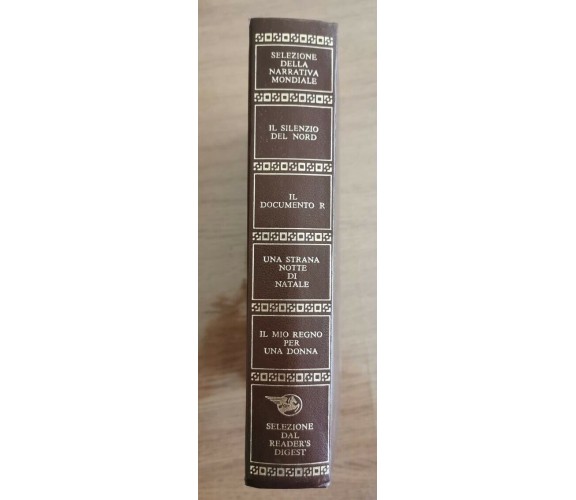 SELEZIONE
DELLA
NARRATIVA
MONDIALE
IL SILENZIO
DEL NORD
IL
DOCUMENTO R
UNA STRANA
NOTTE
DI
NATALE
IL MIO REGNO
PER
UNA DONNA
SELEZIONE
DAL
READER'S
DIGEST